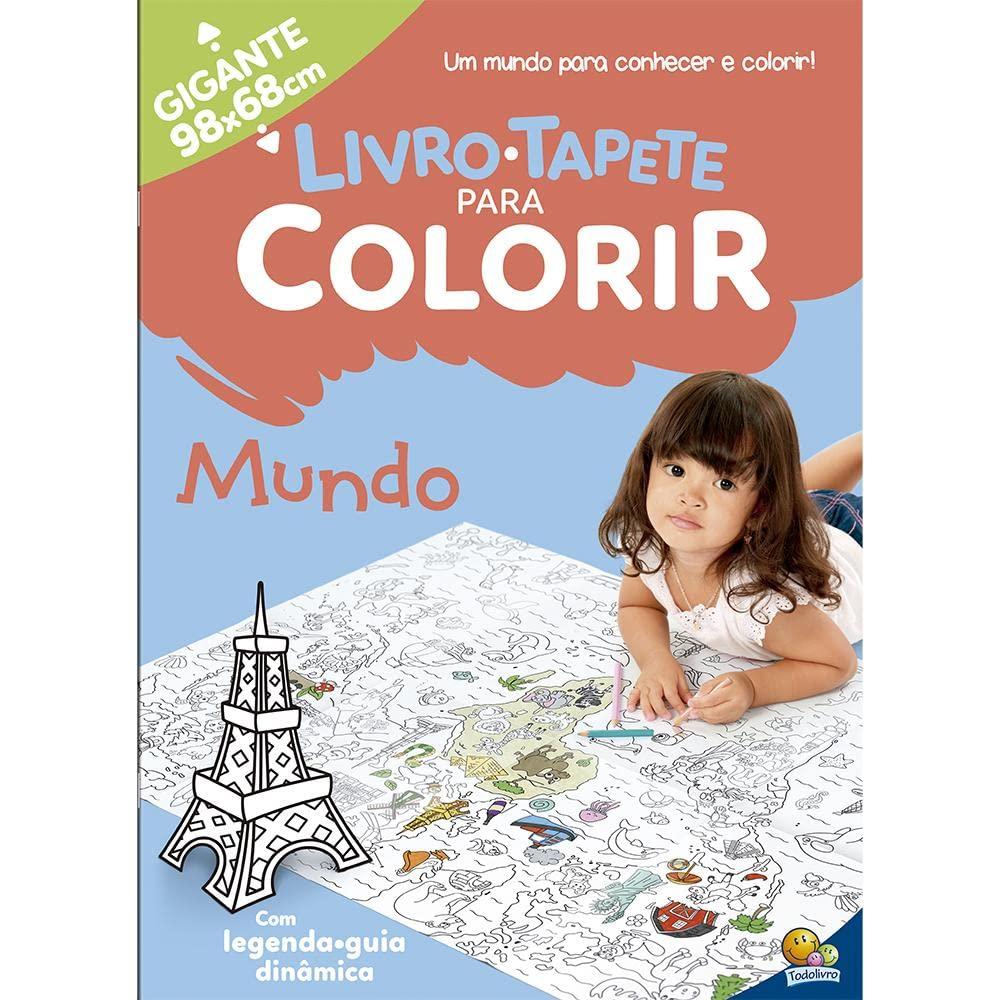 GIGANTE
98x68cm
Um mundo para conhecer e colorir!
LIVRO•TAPETE
PARA
COLORIR
Mundo
Com
legenda•guia
dinâmica
Todolivro